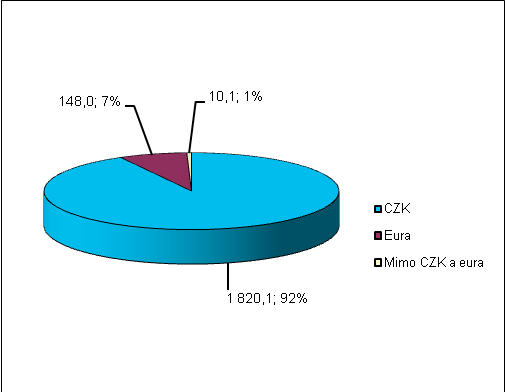 10,1; 1%
148,0; 7%
CZK
Eura
Mimo CZK a eura
1 820,1; 92%